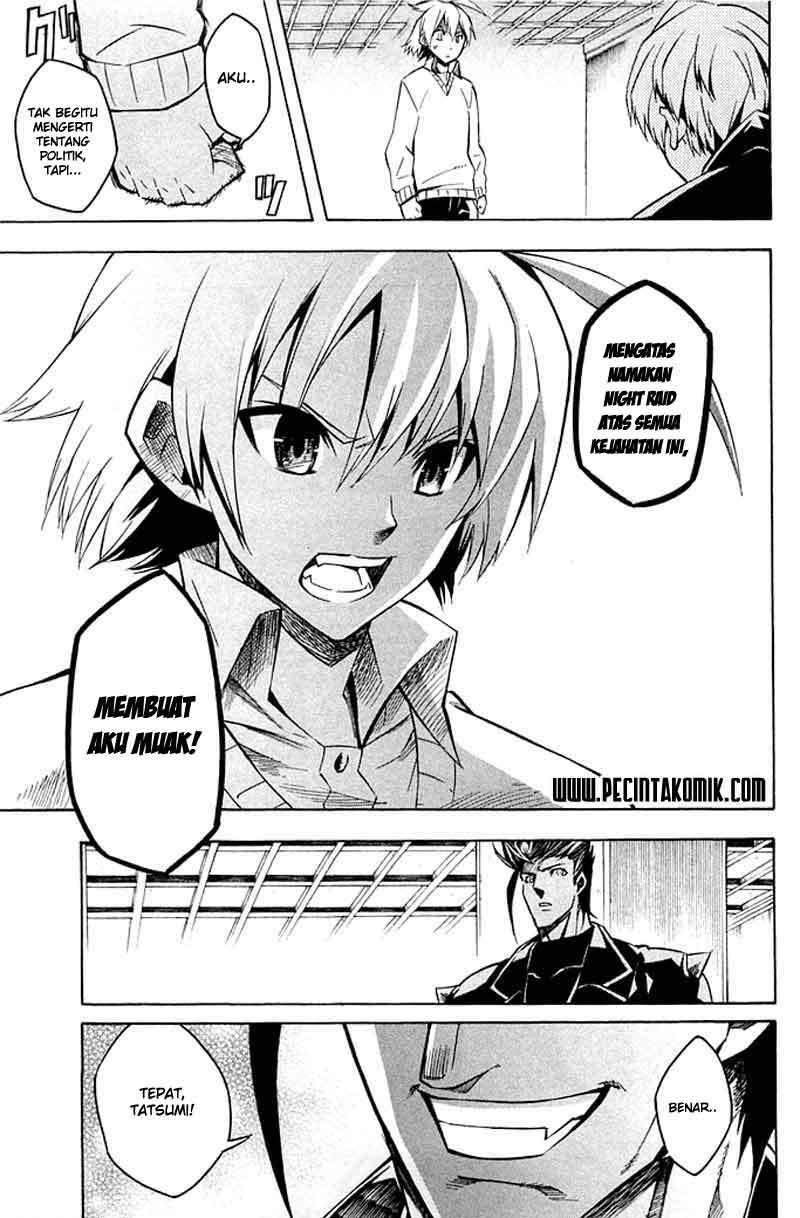 AKU..
TAK BEGITU
MENGERTI
TENTANG
POLITIK,
TAPI...
MENGATAS
NAMAKAN
NIGHT RAID
ATAS SEMUA
KEJAHATAN INI,
MEMBUAT
AKU MUAK!
WWW.PECINTAKOMIK.COM
BENAR..
TEPAT,
TATSUMI!